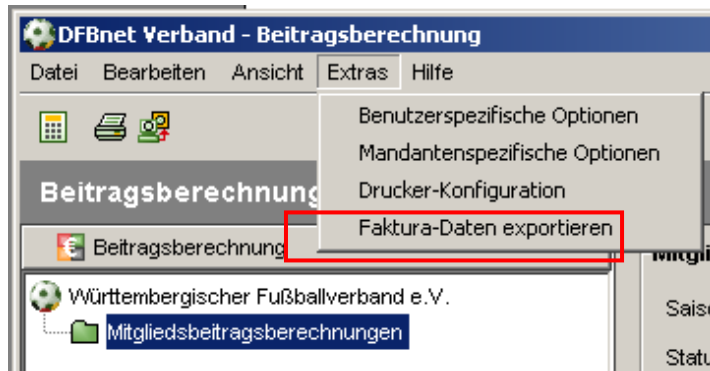 DFBnet Verband - Beitragsberechnung
Datei Bearbeiten Ansicht Extras Hilfe
Benutzerspezifische Optionen
Mandantenspezifische Optionen
Drucker-Konfiguration
Faktura-Daten exportieren
Beitragsberechnung
Beitragsberechnung
Württembergischer Fußballverband e.V.
Mitgliedsbeitragsberechnungen